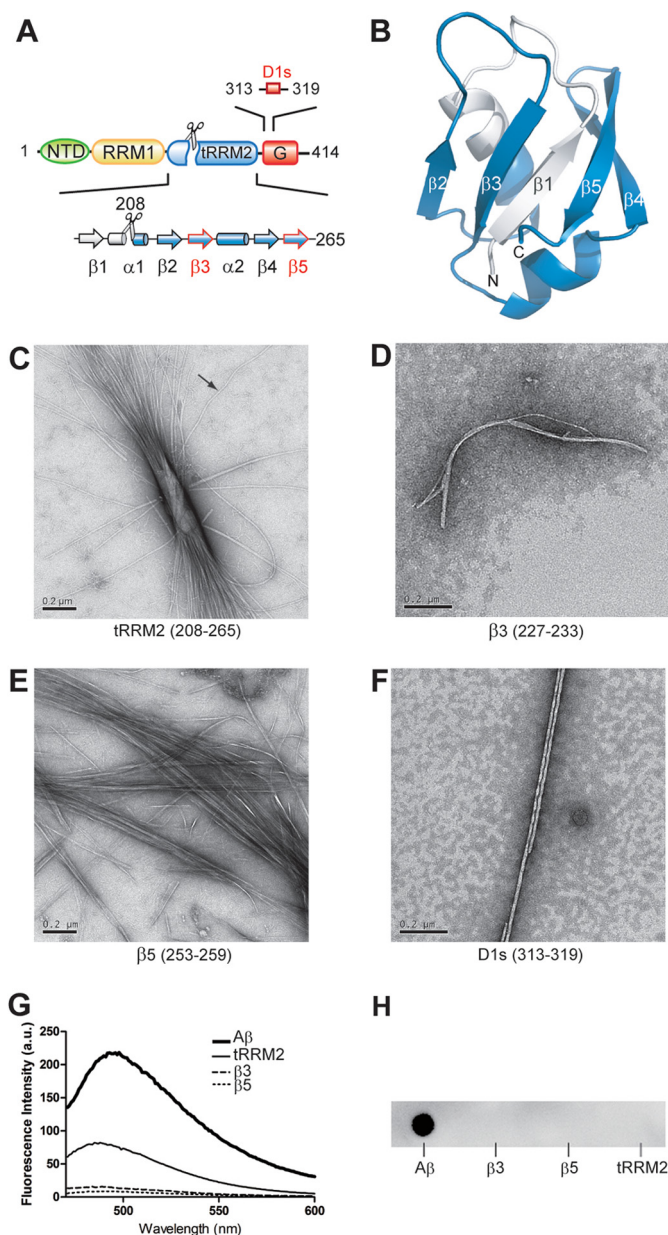 A
D1s
313 319
1 NTD RRM1 tRRM2 G 414
208
265
β1 α1 β2 β3 α2 β4 β5
B
β2 β3 β1 β5 β4
C
N
C
0.2 µm
tRRM2 (208-265)
D
0.2 µm
β3 (227-233)
E
0.2 µm
β5 (253-259)
F
0.2 µm
D1s (313-319)
G
Fluorescence Intensity (a.u.)
250
200
150
100
50
0
Aβ
tRRM2
β3
β5
500 550 600
Wavelength (nm)
H
Aβ β3 β5 tRRM2